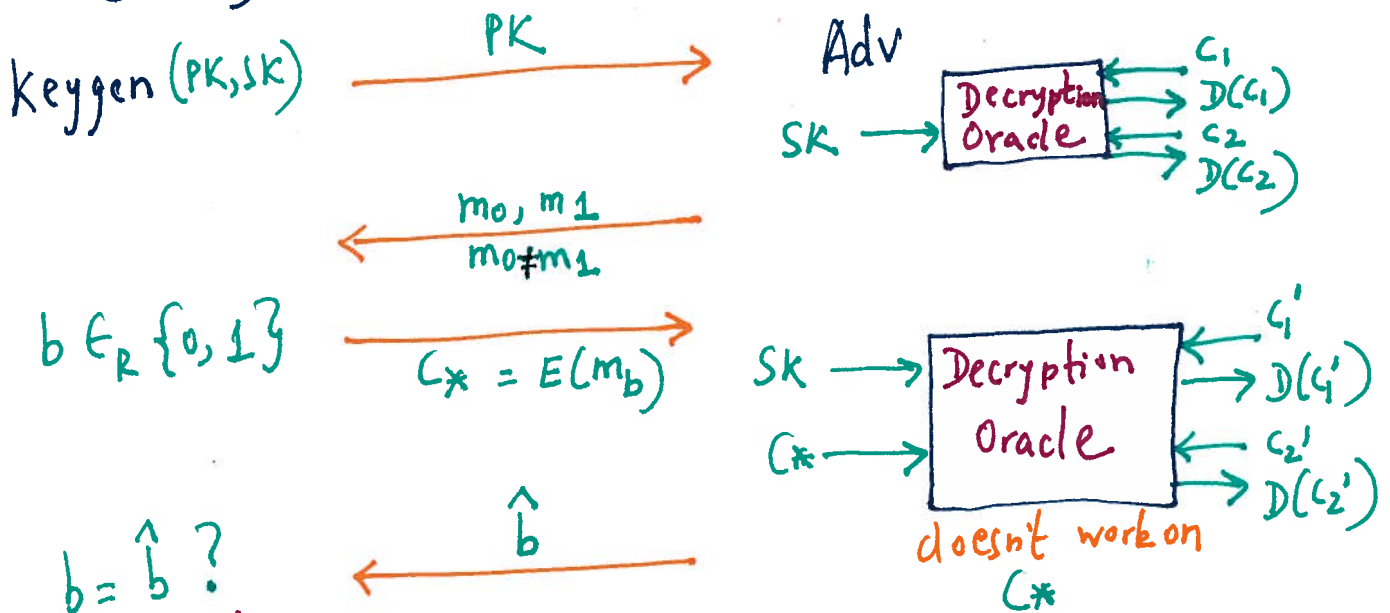 keygen (PK, SK)
PK
Adv
SK
Decryption
Oracle
C₁
D(C₁)
C₂
D(C₂)
m₀, m₁
m₀≠m₁
b ∈ᵣ {0, 1}
C* = E(m_b)
SK
C*
Decryption
Oracle
C₁'
D(C₁')
C₂'
D(C₂')
doesn't work on
C*
b = b̂ ?
b̂